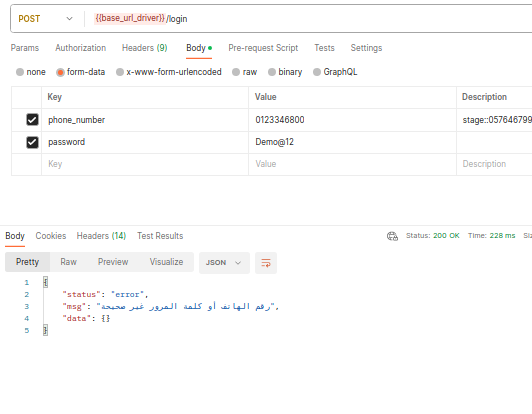 POST {{base_url_driver}}/login
Params Authorization Headers (9) Body Pre-request Script Tests Settings
none form-data x-www-form-urlencoded raw binary GraphQL
Key Value Description
phone_number 0123346800 stage::057646799
password Demo@12
Key Value Description
Body Cookies Headers (14) Test Results Status: 200 OK Time: 228 ms Siz
Pretty Raw Preview Visualize JSON
1 {
2 "status": "error",
3 "msg": "رقم الهاتف أو كلمة المرور غير صحيحة",
4 "data": {}
5 }